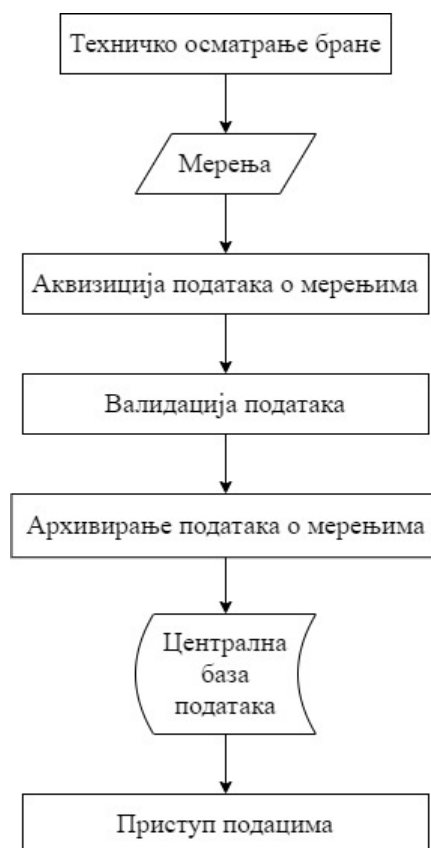 Техничко осматрање бране
Мерења
Аквизиција података о мерењима
Валидација података
Архивирање података о мерењима
Централна
база
података
Приступ подацима